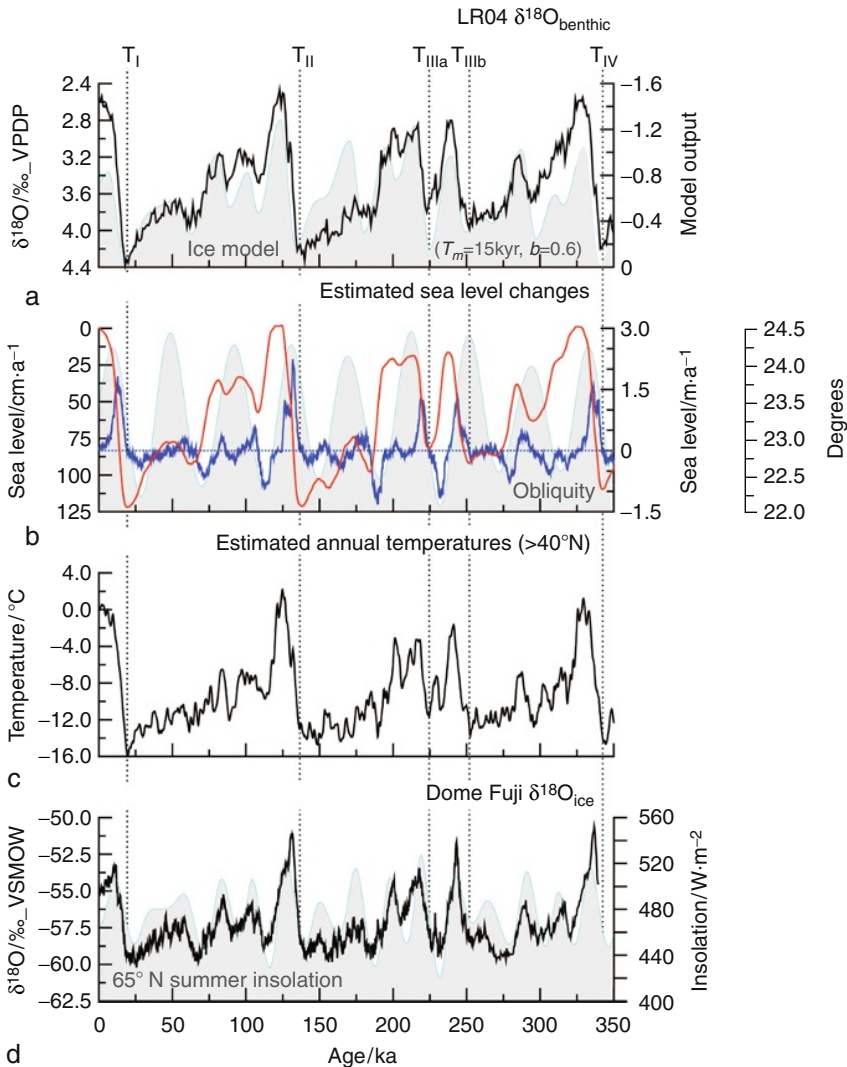 LR04 δ18Obenthic
TI TII TIIIa TIIIb TIV
2.4
2.8
3.2
3.6
4.0
4.4
δ18O/‰_VPDP
−1.6
−1.2
−0.8
−0.4
0
Model output
Ice model
(Tm=15kyr, b=0.6)
a
Estimated sea level changes
0
25
50
75
100
125
Sea level/cm·a−1
3.0
1.5
0
−1.5
Sea level/m·a−1
24.5
24.0
23.5
23.0
22.5
22.0
Degrees
Obliquity
b
Estimated annual temperatures (>40°N)
4.0
0.0
−4.0
−8.0
−12.0
−16.0
Temperature/°C
c
Dome Fuji δ18Oice
−50.0
−52.5
−55.0
−57.5
−60.0
−62.5
δ18O/‰_VSMOW
560
520
480
440
400
Insolation/W·m−2
65° N summer insolation
0 50 100 150 200 250 300 350
Age/ka
d